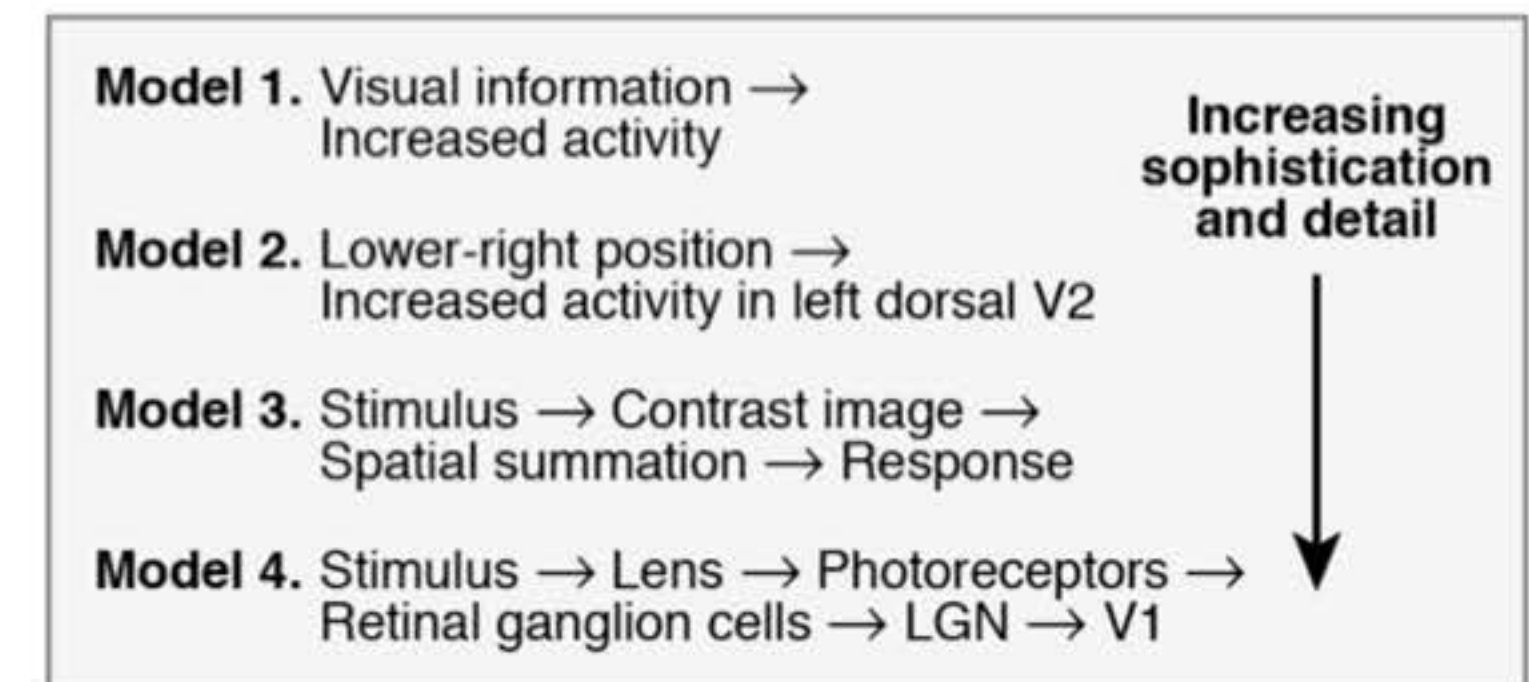 Model 1. Visual information →
Increased activity
Increasing
sophistication
and detail
Model 2. Lower-right position →
Increased activity in left dorsal V2
Model 3. Stimulus → Contrast image →
Spatial summation → Response
Model 4. Stimulus → Lens → Photoreceptors →
Retinal ganglion cells → LGN → V1